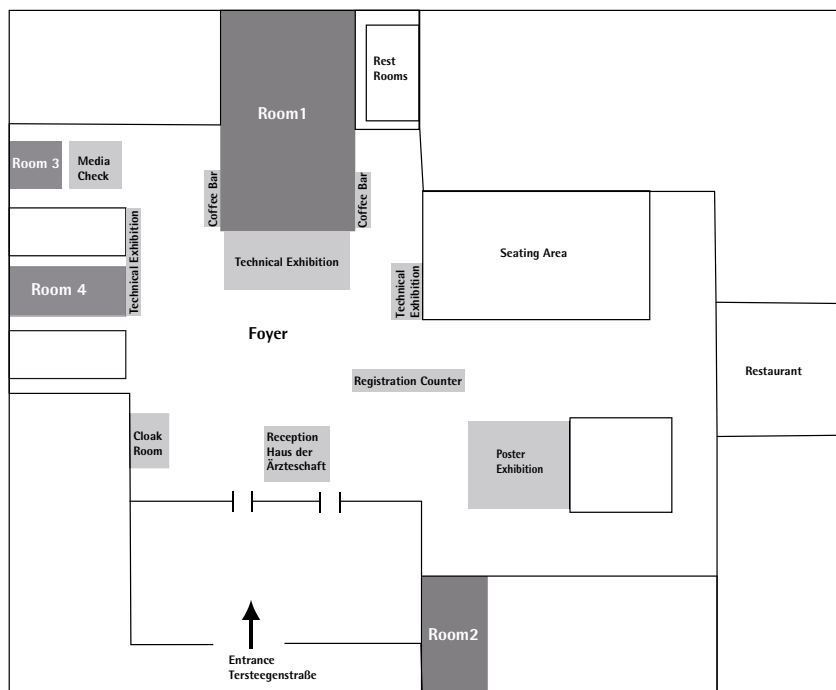 Rest
Rooms
Room1
Room 3
Media
Check
Coffee Bar
Coffee Bar
Technical Exhibition
Technical Exhibition
Seating Area
Technical
Exhibition
Room 4
Foyer
Restaurant
Registration Counter
Cloak
Room
Reception
Haus der
Ärzteschaft
Poster
Exhibition
Room2
Entrance
Tersteegenstraße